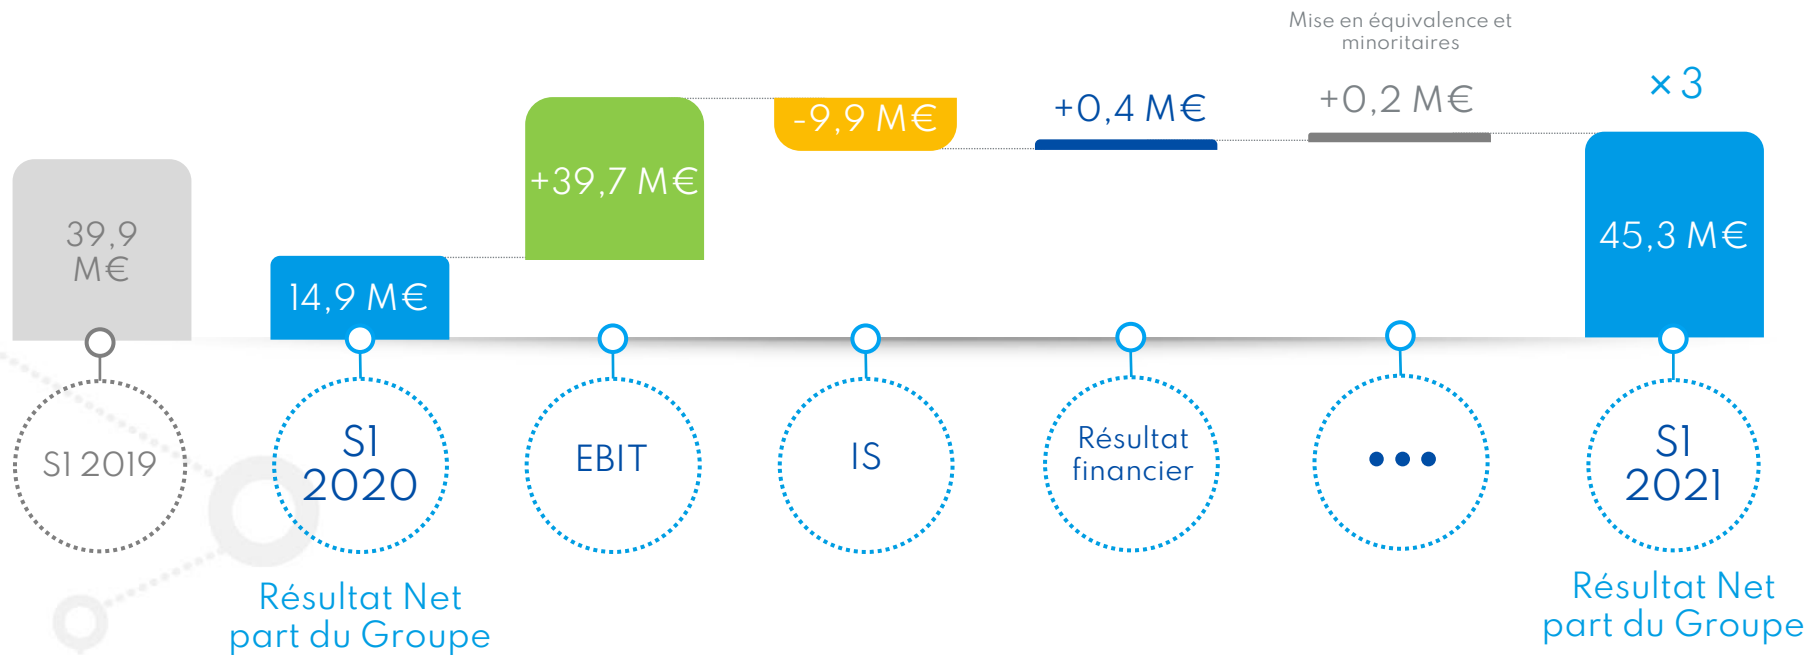 Mise en équivalence et
minoritaires
39,9
M€
14,9 M€
+39,7 M€
-9,9 M€
+0,4 M€
+0,2 M€
× 3
45,3 M€
S1 2019
S1
2020
EBIT
IS
Résultat
financier
•••
S1
2021
Résultat Net
part du Groupe
Résultat Net
part du Groupe